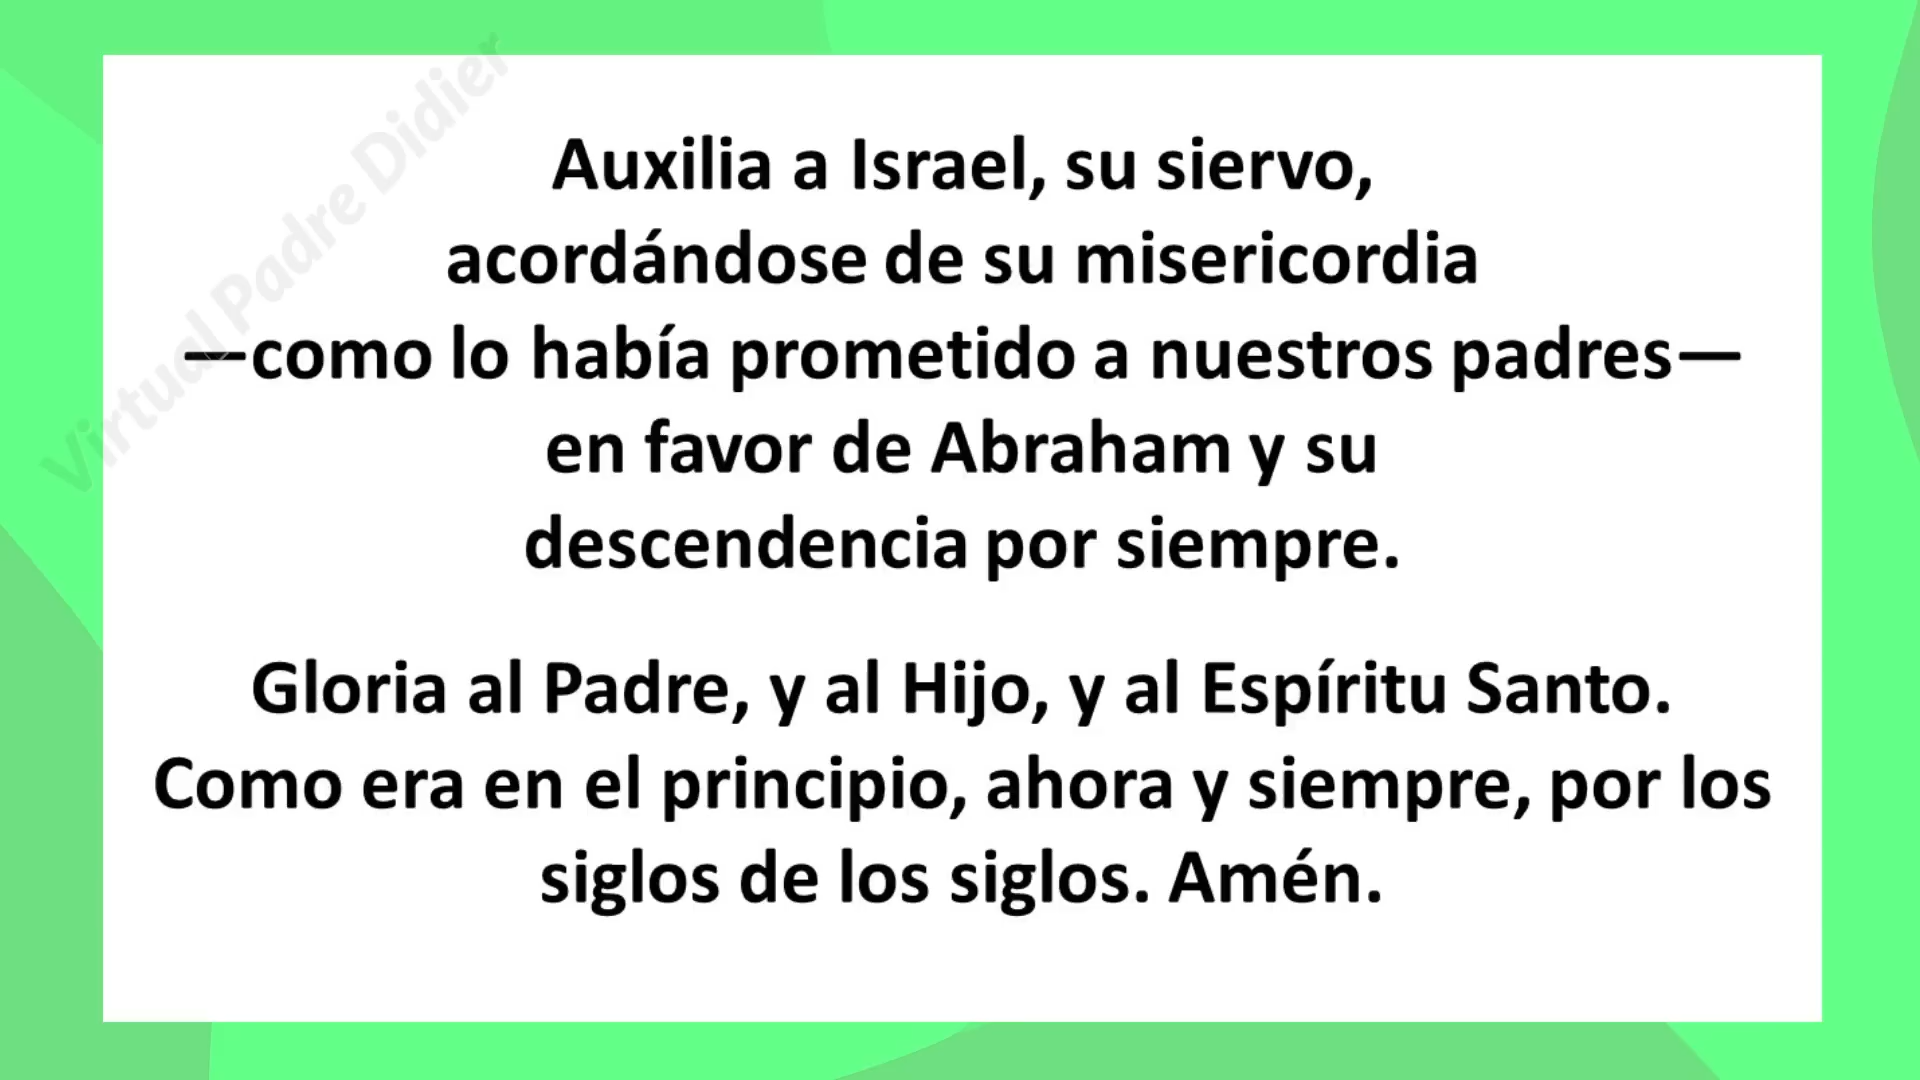 Virtual Padre Didier
Auxilia a Israel, su siervo,
acordándose de su misericordia
—como lo había prometido a nuestros padres—
en favor de Abraham y su
descendencia por siempre.
Gloria al Padre, y al Hijo, y al Espíritu Santo.
Como era en el principio, ahora y siempre, por los
siglos de los siglos. Amén.